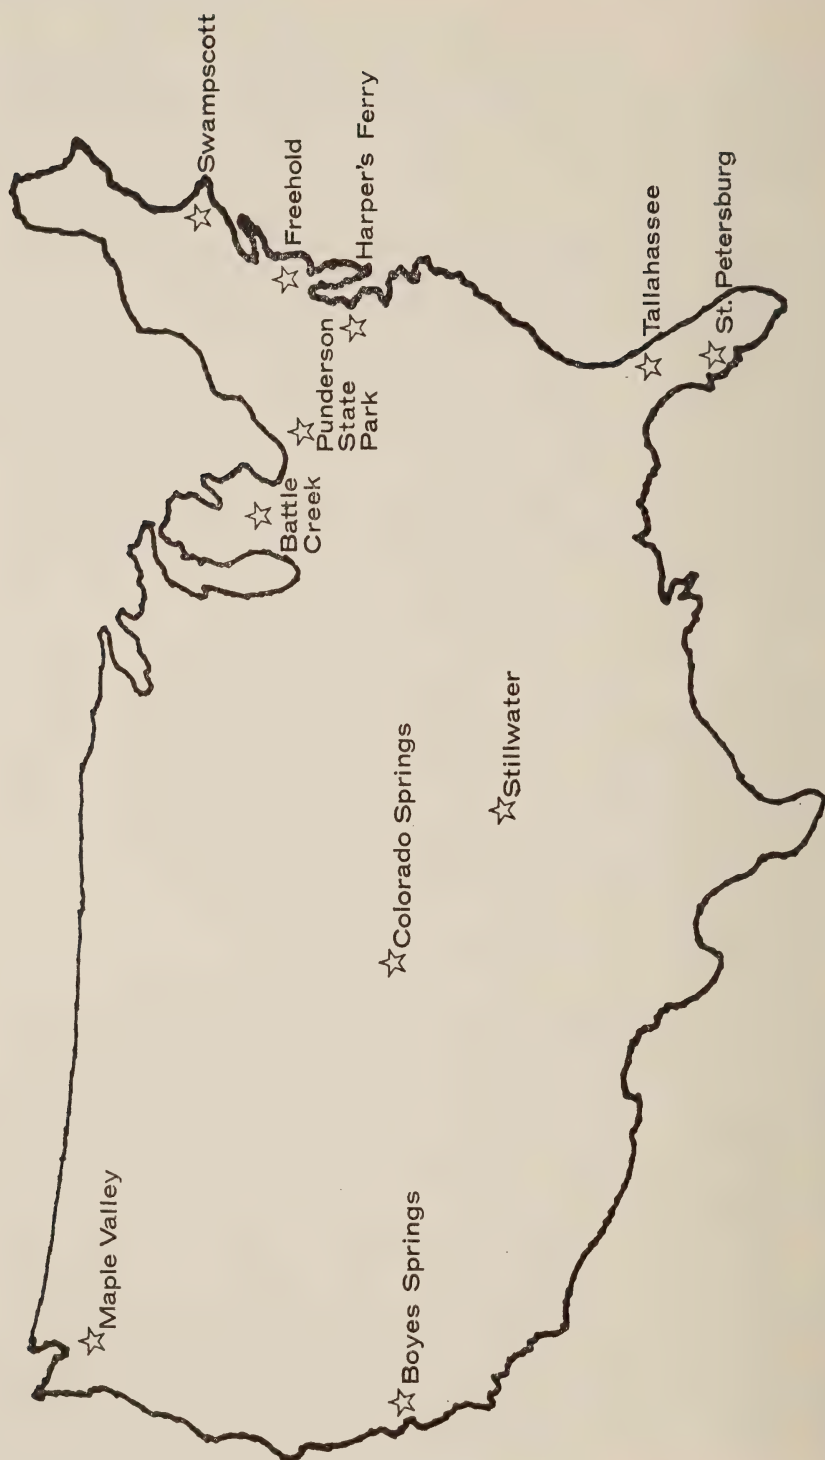 Maple Valley
Boyes Springs
Colorado Springs
Stillwater
Battle
Creek
Punderson
State
Park
Swampscott
Freehold
Harper's Ferry
Tallahassee
St. Petersburg